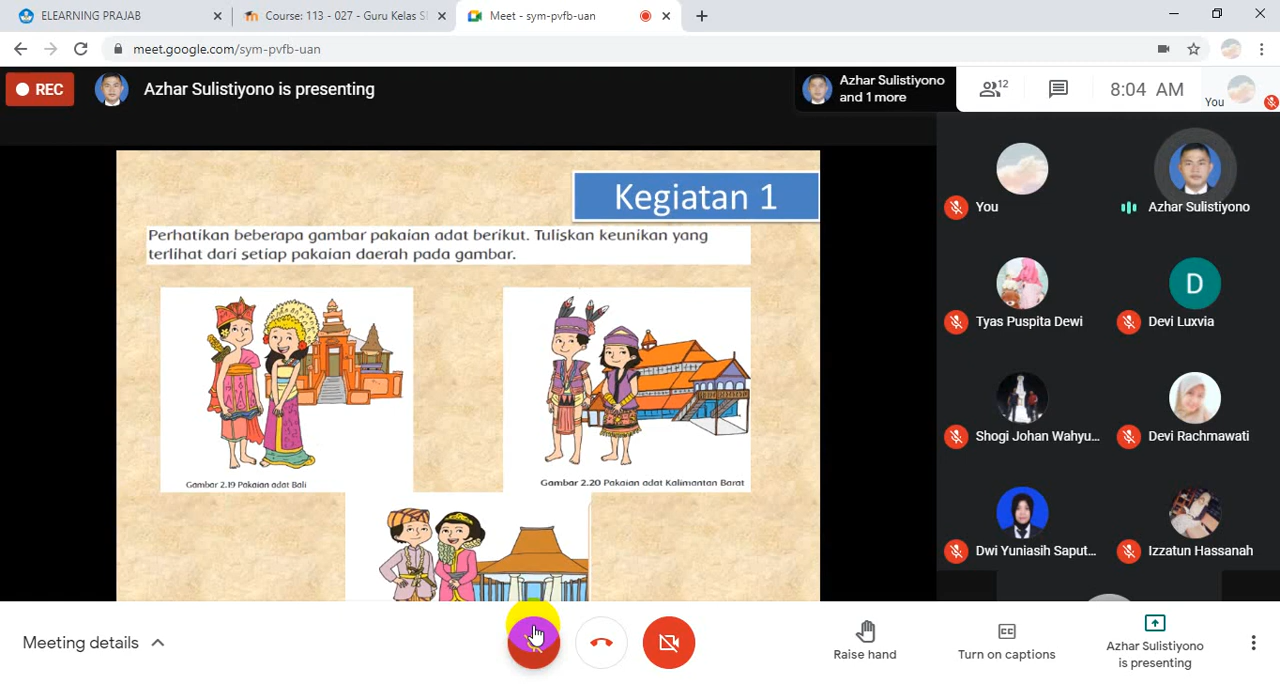 ELEARNING PRAJAB
Course: 113 - 027 - Guru Kelas S
Meet - sym-pvfb-uan
meet.google.com/sym-pvfb-uan
REC
Azhar Sulistiyono is presenting
Azhar Sulistiyono
and 1 more
12
8:04 AM
You
Kegiatan 1
Perhatikan beberapa gambar pakaian adat berikut. Tuliskan keunikan yang
terlihat dari setiap pakaian daerah pada gambar.
Gambar 2.19 Pakaian adat Bali
Gambar 2.20 Pakaian adat Kalimantan Barat
You
Azhar Sulistiyono
Tyas Puspita Dewi
D
Devi Luxvia
Shogi Johan Wahyu...
Devi Rachmawati
Dwi Yuniasih Saput...
Izzatun Hassanah
Meeting details
Raise hand
CC
Turn on captions
Azhar Sulistiyono
is presenting